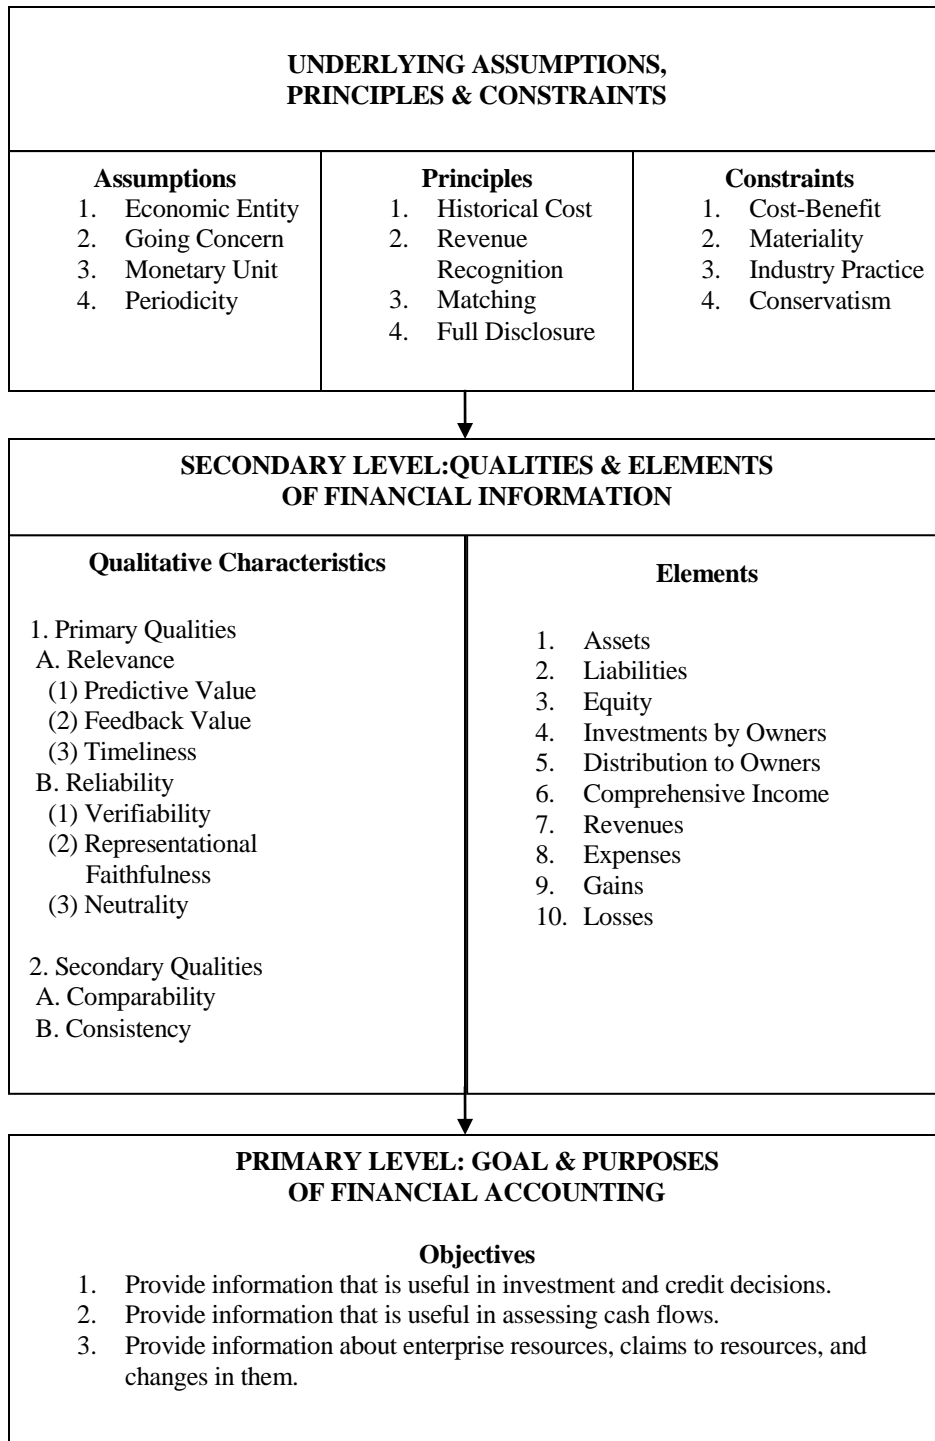 UNDERLYING ASSUMPTIONS,
PRINCIPLES & CONSTRAINTS
Assumptions
1. Economic Entity
2. Going Concern
3. Monetary Unit
4. Periodicity
Principles
1. Historical Cost
2. Revenue
Recognition
3. Matching
4. Full Disclosure
Constraints
1. Cost-Benefit
2. Materiality
3. Industry Practice
4. Conservatism
SECONDARY LEVEL:QUALITIES & ELEMENTS
OF FINANCIAL INFORMATION
Qualitative Characteristics
1. Primary Qualities
A. Relevance
(1) Predictive Value
(2) Feedback Value
(3) Timeliness
B. Reliability
(1) Verifiability
(2) Representational
Faithfulness
(3) Neutrality
2. Secondary Qualities
A. Comparability
B. Consistency
Elements
1. Assets
2. Liabilities
3. Equity
4. Investments by Owners
5. Distribution to Owners
6. Comprehensive Income
7. Revenues
8. Expenses
9. Gains
10. Losses
PRIMARY LEVEL: GOAL & PURPOSES
OF FINANCIAL ACCOUNTING
Objectives
1. Provide information that is useful in investment and credit decisions.
2. Provide information that is useful in assessing cash flows.
3. Provide information about enterprise resources, claims to resources, and
changes in them.